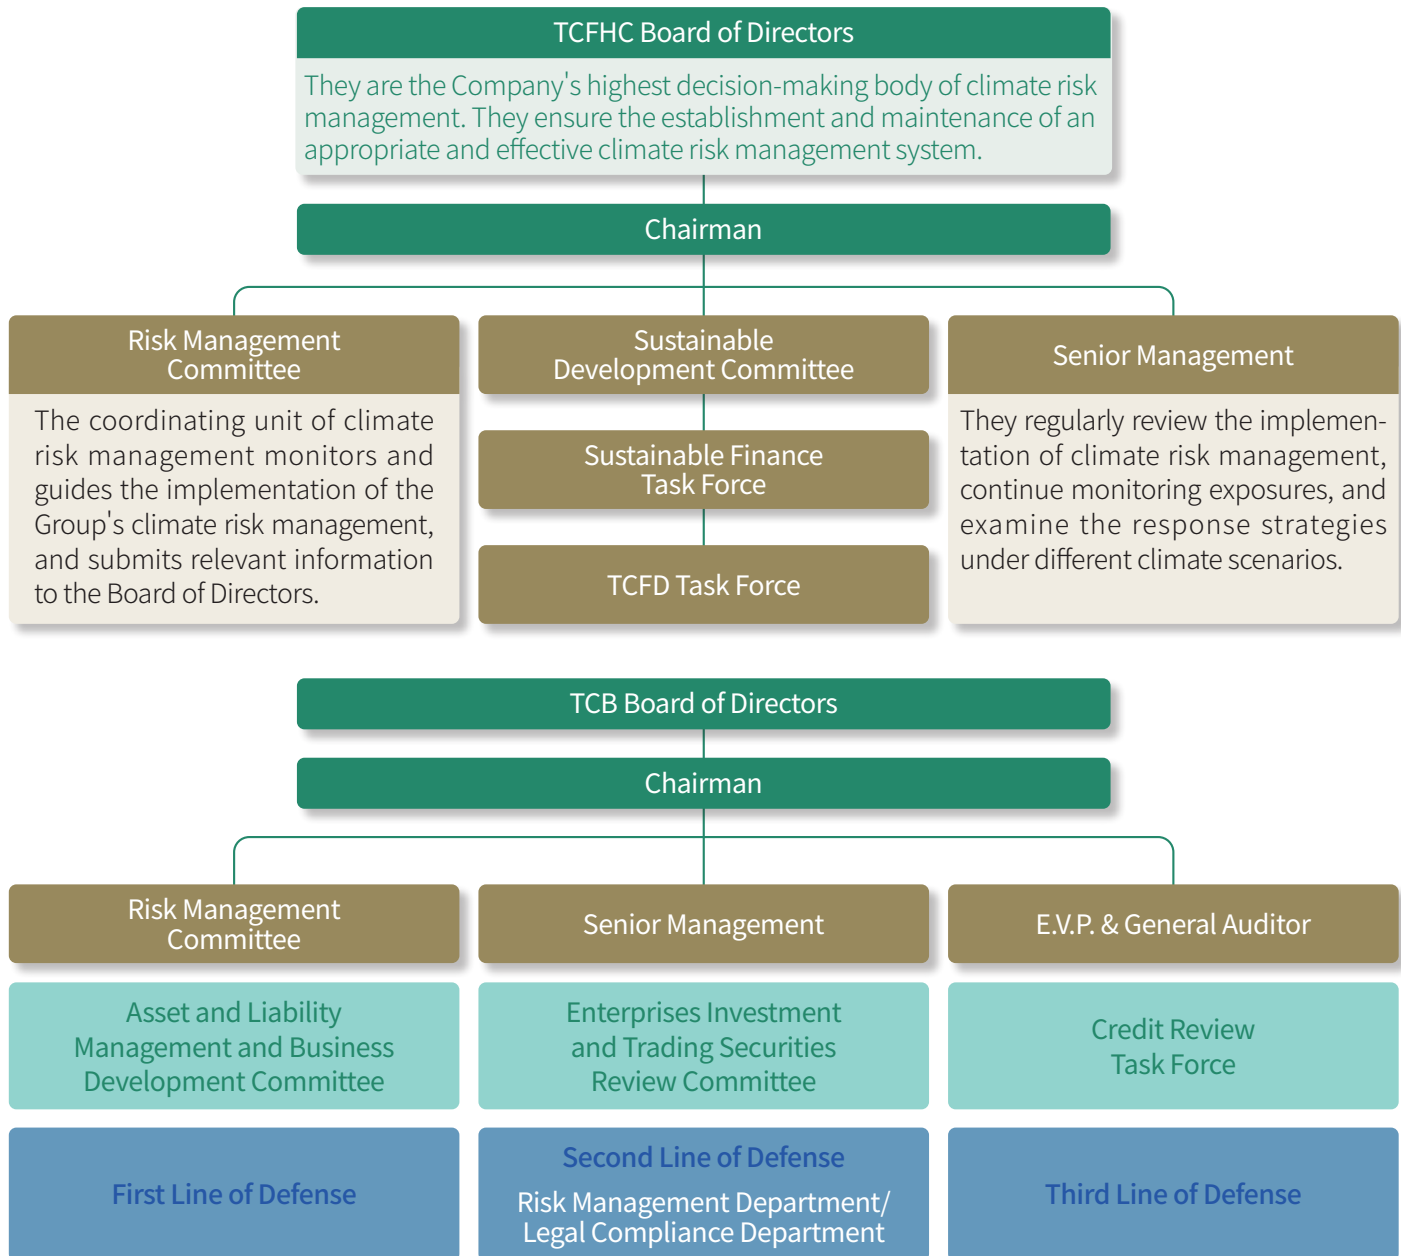 TCFHC Board of Directors
They are the Company's highest decision-making body of climate risk
management. They ensure the establishment and maintenance of an
appropriate and effective climate risk management system.
Chairman
Risk Management
Committee
The coordinating unit of climate
risk management monitors and
guides the implementation of the
Group's climate risk management,
and submits relevant information
to the Board of Directors.
Sustainable
Development Committee
Sustainable Finance
Task Force
TCFD Task Force
Senior Management
They regularly review the implemen-
tation of climate risk management,
continue monitoring exposures, and
examine the response strategies
under different climate scenarios.
TCB Board of Directors
Chairman
Risk Management
Committee
Senior Management
E.V.P. & General Auditor
Asset and Liability
Management and Business
Development Committee
Enterprises Investment
and Trading Securities
Review Committee
Credit Review
Task Force
First Line of Defense
Second Line of Defense
Risk Management Department/
Legal Compliance Department
Third Line of Defense